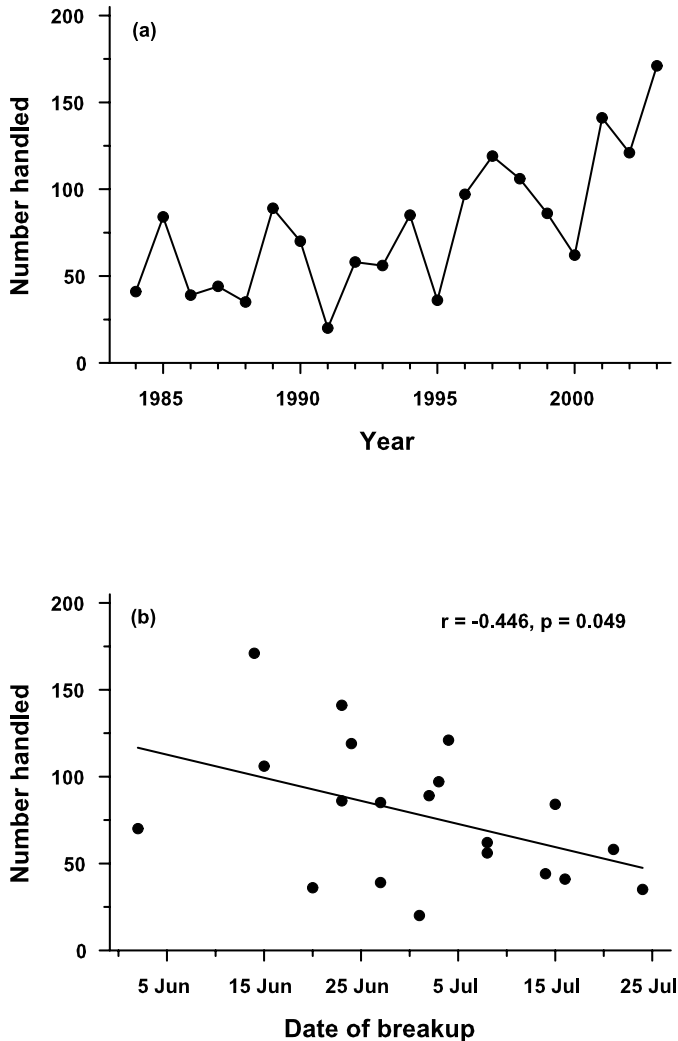 (a)
200
150
100
50
0
Number handled
1985 1990 1995 2000
Year
(b)
r = -0.446, p = 0.049
200
150
100
50
0
Number handled
5 Jun 15 Jun 25 Jun 5 Jul 15 Jul 25 Jul
Date of breakup